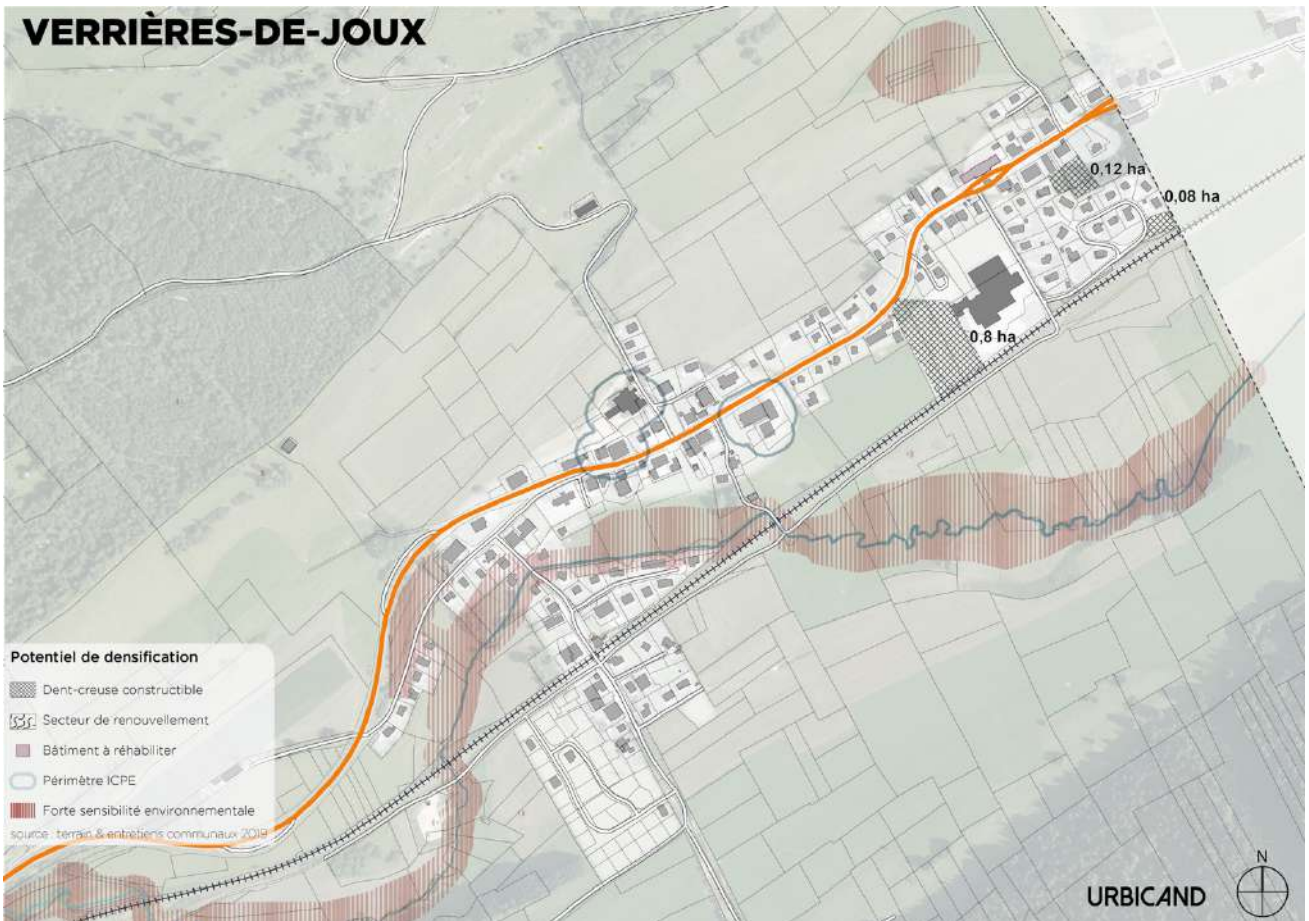 VERRIÈRES-DE-JOUX
0,12 ha
0,08 ha
0,8 ha
Potentiel de densification
Dent-creuse constructible
Secteur de renouvellement
Bâtiment à réhabiliter
Périmètre ICPE
Forte sensibilité environnementale
source : terrain & entretiens communaux 2019
N
URBICAND